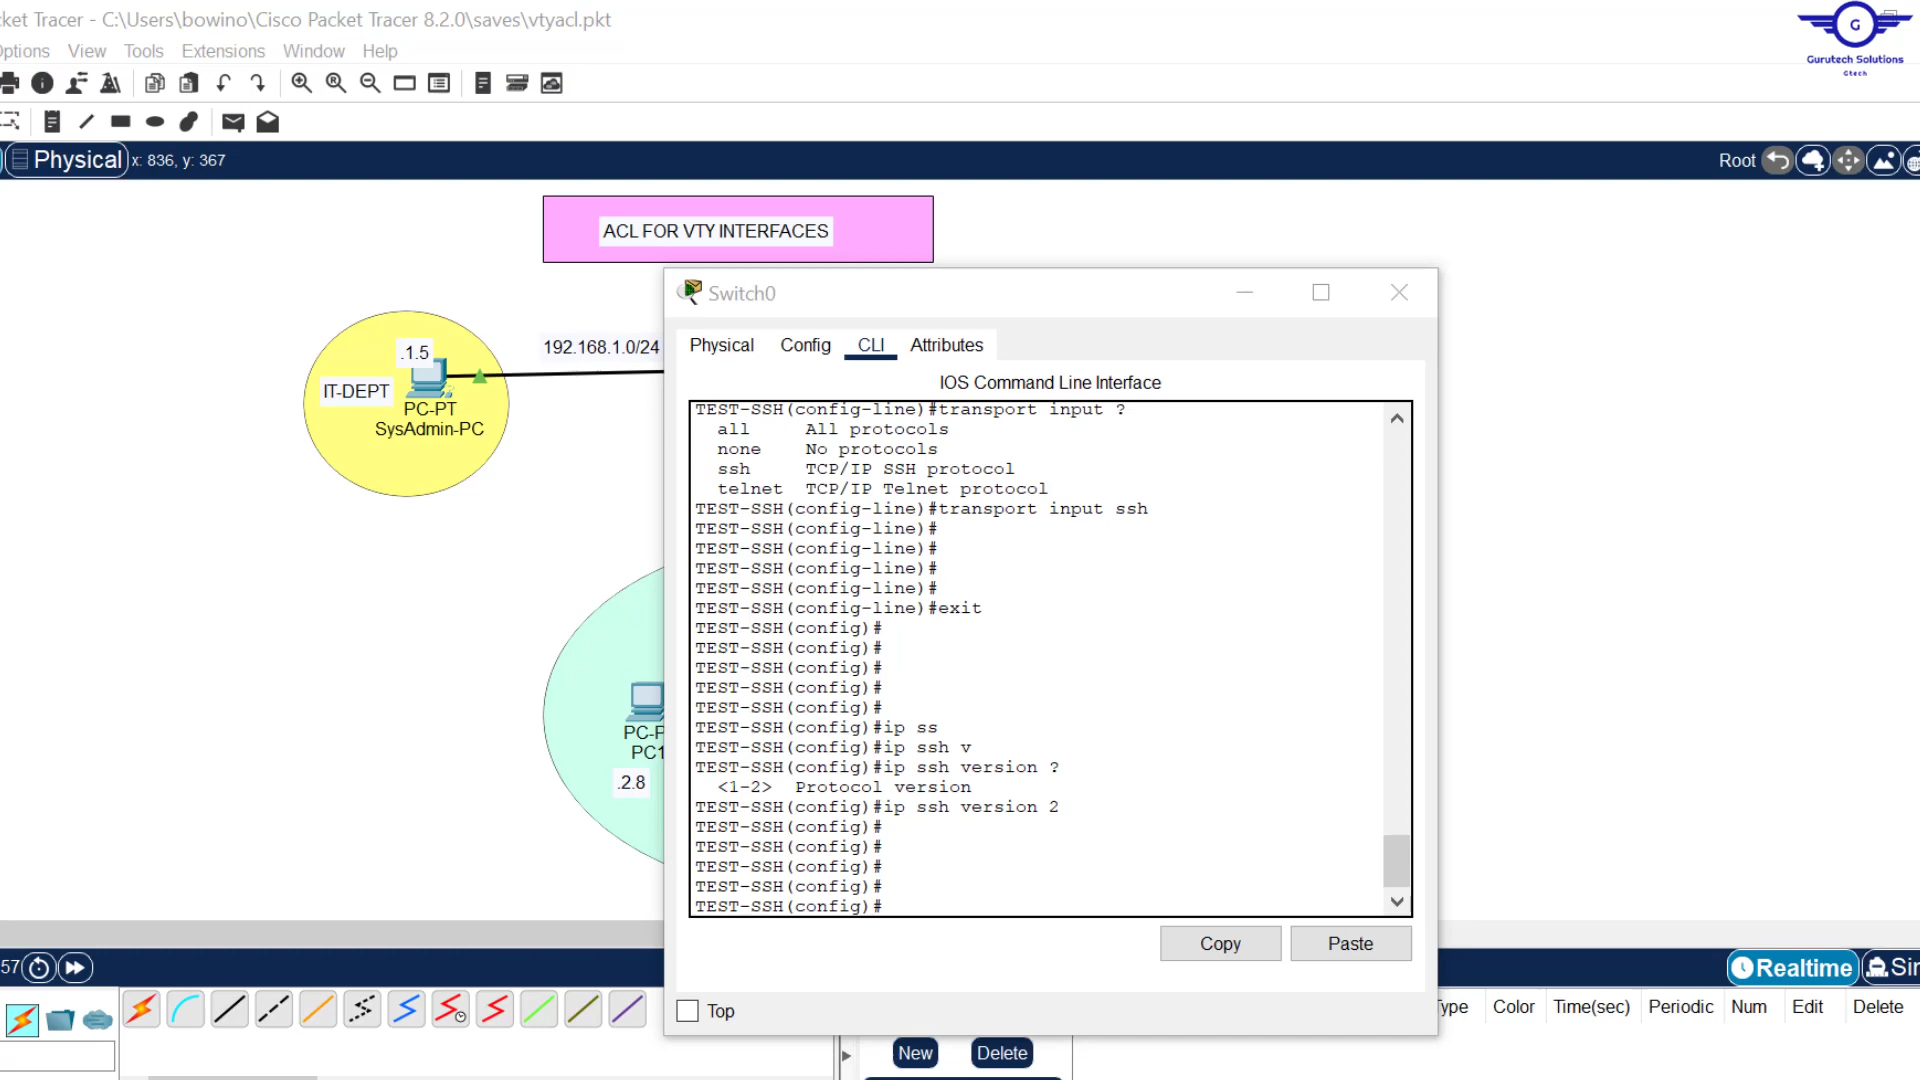 cket Tracer - C:\Users\bowino\Cisco Packet Tracer 8.2.0\saves\vtyacl.pkt
Options View Tools Extensions Window Help
G
Gurutech Solutions
Gtech
Physical x: 836, y: 367
Root
ACL FOR VTY INTERFACES
192.168.1.0/24
.1.5
IT-DEPT
PC-PT
SysAdmin-PC
PC-P
PC1
.2.8
Switch0
Physical Config CLI Attributes
IOS Command Line Interface
TEST-SSH(config-line)#transport input ?
all All protocols
none No protocols
ssh TCP/IP SSH protocol
telnet TCP/IP Telnet protocol
TEST-SSH(config-line)#transport input ssh
TEST-SSH(config-line)#
TEST-SSH(config-line)#
TEST-SSH(config-line)#
TEST-SSH(config-line)#
TEST-SSH(config-line)#exit
TEST-SSH(config)#
TEST-SSH(config)#
TEST-SSH(config)#
TEST-SSH(config)#
TEST-SSH(config)#
TEST-SSH(config)#ip ss
TEST-SSH(config)#ip ssh v
TEST-SSH(config)#ip ssh version ?
<1-2> Protocol version
TEST-SSH(config)#ip ssh version 2
TEST-SSH(config)#
TEST-SSH(config)#
TEST-SSH(config)#
TEST-SSH(config)#
TEST-SSH(config)#
Copy Paste
Top
57
Realtime Sir
ype Color Time(sec) Periodic Num Edit Delete
New Delete